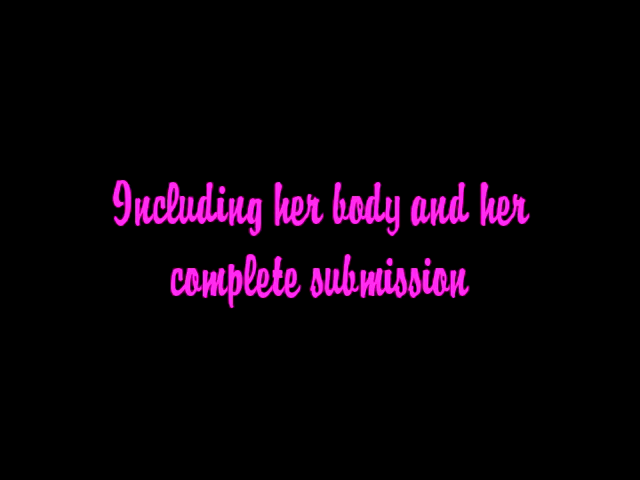 Including her body and her
complete submission